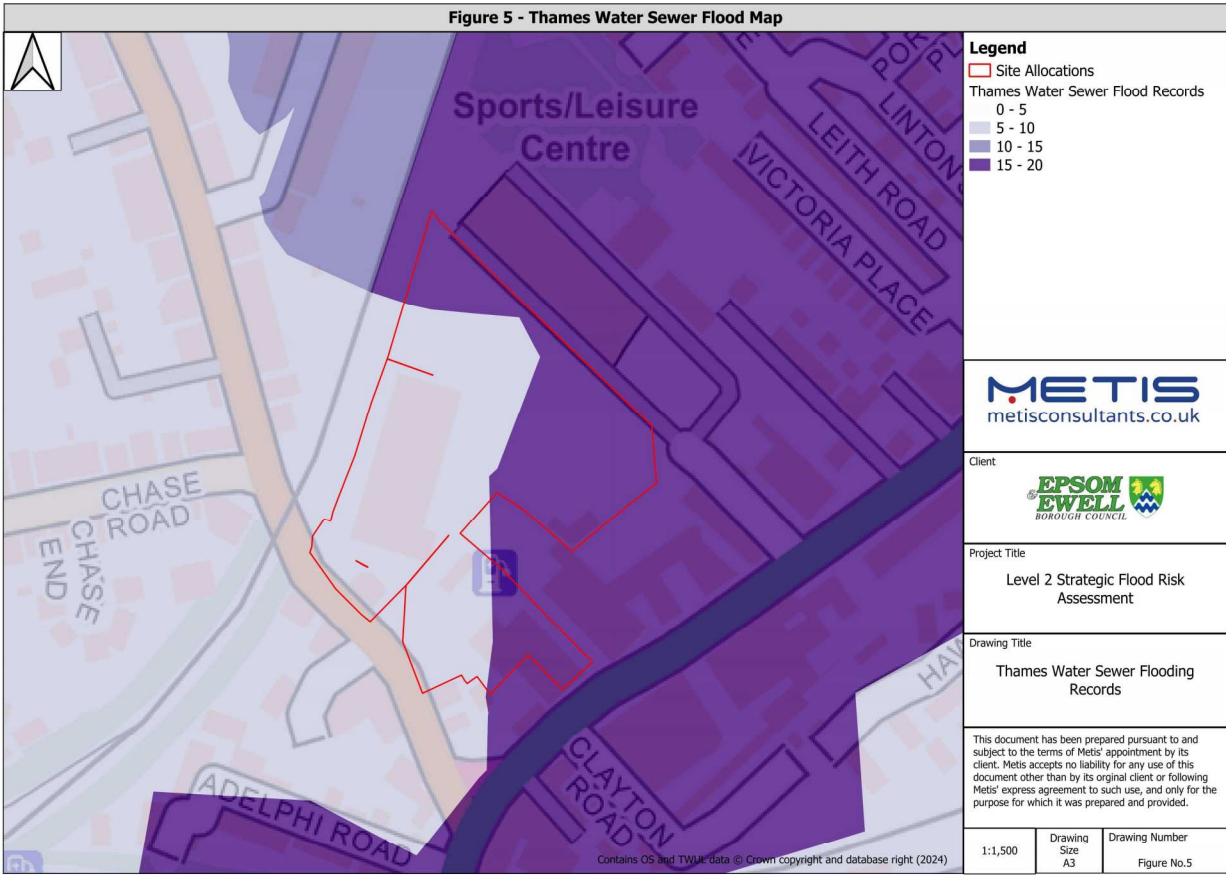 Figure 5 - Thames Water Sewer Flood Map
Sports/Leisure
Centre
LINTONS
LEITH ROAD
VICTORIA PLACE
CHASE
ROAD
CHASE
END
ADELPHI ROAD
CLAYTON
ROAD
HAW
Contains OS and TWUL data © Crown copyright and database right (2024)
Legend
Site Allocations
Thames Water Sewer Flood Records
0 - 5
5 - 10
10 - 15
15 - 20
METIS
metisconsultants.co.uk
Client
EPSOM
& EWELL
BOROUGH COUNCIL
Project Title
Level 2 Strategic Flood Risk
Assessment
Drawing Title
Thames Water Sewer Flooding
Records
This document has been prepared pursuant to and
subject to the terms of Metis' appointment by its
client. Metis accepts no liability for any use of this
document other than by its orginal client or following
Metis' express agreement to such use, and only for the
purpose for which it was prepared and provided.
1:1,500
Drawing
Size
A3
Drawing Number
Figure No.5